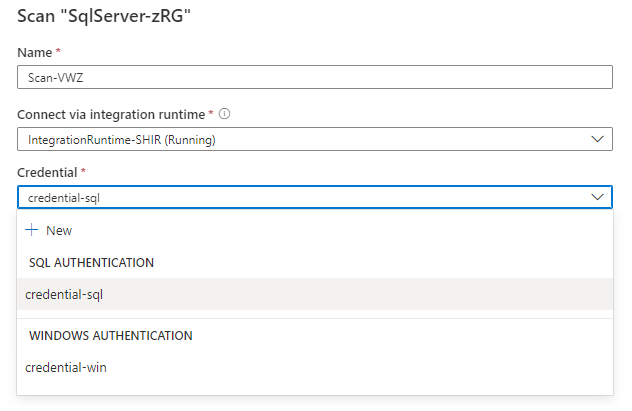 Scan "SqlServer-zRG"
Name *
Scan-VWZ
Connect via integration runtime *
IntegrationRuntime-SHIR (Running)
Credential *
credential-sql
New
SQL AUTHENTICATION
credential-sql
WINDOWS AUTHENTICATION
credential-win